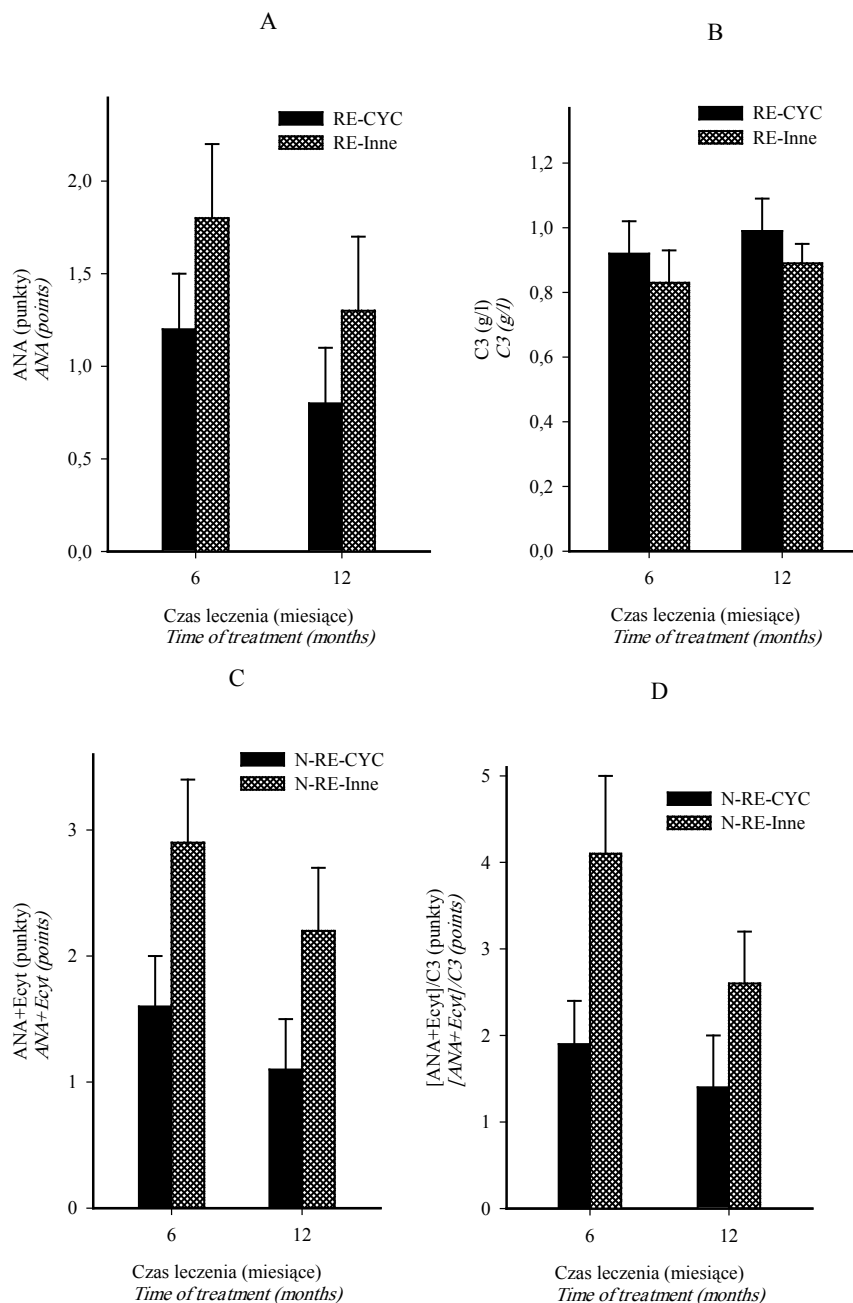 A
RE-CYC
RE-Inne
2,0
1,5
1,0
0,5
0,0
ANA (punkty)
ANA (points)
6
12
Czas leczenia (miesiące)
Time of treatment (months)
B
RE-CYC
RE-Inne
1,2
1,0
0,8
0,6
0,4
0,2
0,0
C3 (g/l)
C3 (g/l)
6
12
Czas leczenia (miesiące)
Time of treatment (months)
C
N-RE-CYC
N-RE-Inne
3
2
1
0
ANA+Ecyt (punkty)
ANA+Ecyt (points)
6
12
Czas leczenia (miesiące)
Time of treatment (months)
D
N-RE-CYC
N-RE-Inne
5
4
3
2
1
0
[ANA+Ecyt]/C3 (punkty)
[ANA+Ecyt]/C3 (points)
6
12
Czas leczenia (miesiące)
Time of treatment (months)